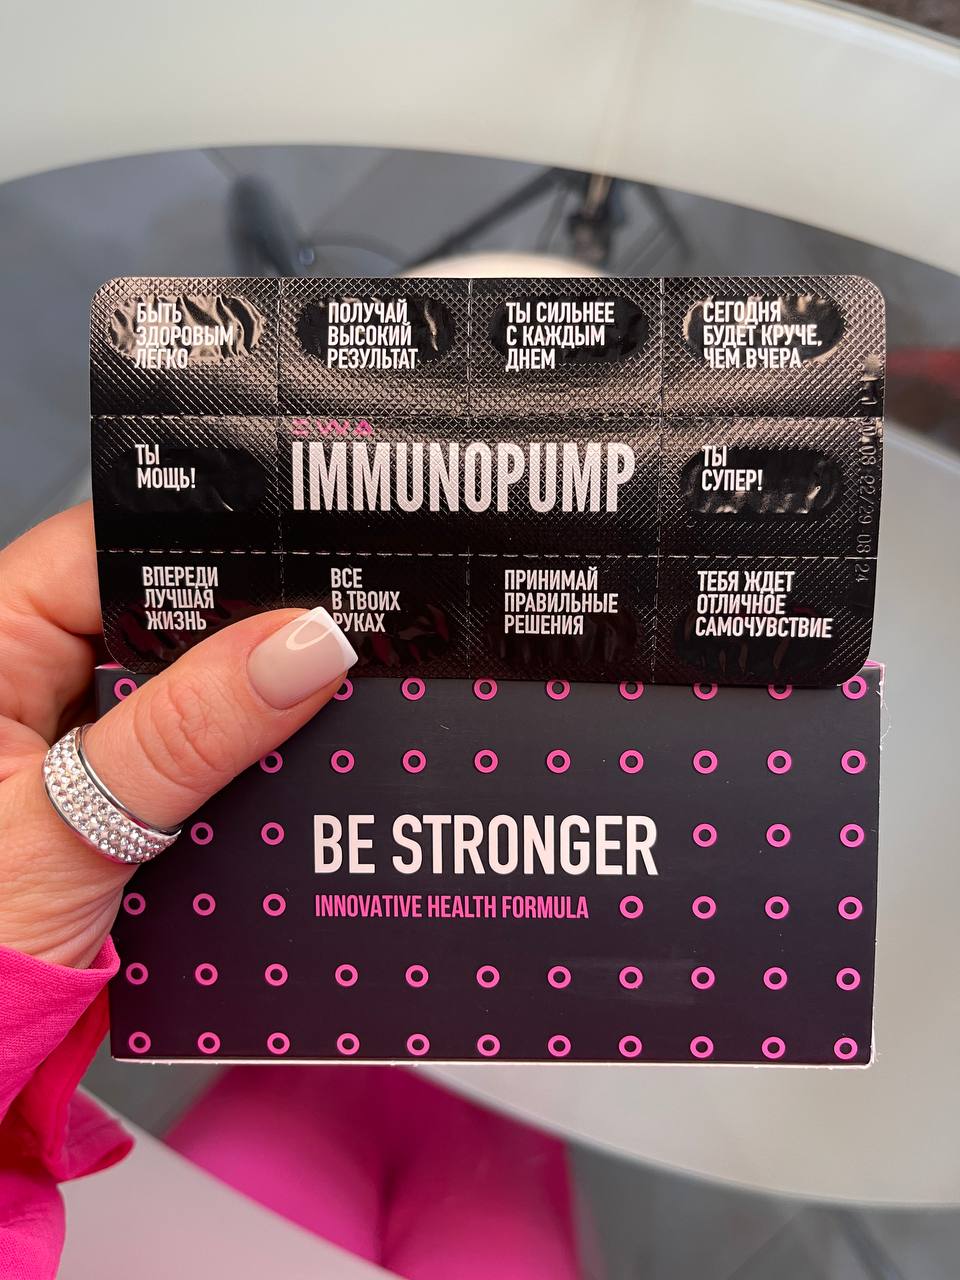 БЫТЬ
ЗДОРОВЫМ
ЛЕГКО
ПОЛУЧАЙ
ВЫСОКИЙ
РЕЗУЛЬТАТ
ТЫ СИЛЬНЕЕ
С КАЖДЫМ
ДНЕМ
СЕГОДНЯ
БУДЕТ КРУЧЕ,
ЧЕМ ВЧЕРА
ТЫ
МОЩЬ!
EWA
IMMUNOPUMP
ТЫ
СУПЕР!
ВПЕРЕДИ
ЛУЧШАЯ
ЖИЗНЬ
ВСЕ
В ТВОИХ
РУКАХ
ПРИНИМАЙ
ПРАВИЛЬНЫЕ
РЕШЕНИЯ
ТЕБЯ ЖДЕТ
ОТЛИЧНОЕ
САМОЧУВСТВИЕ
BE STRONGER
INNOVATIVE HEALTH FORMULA